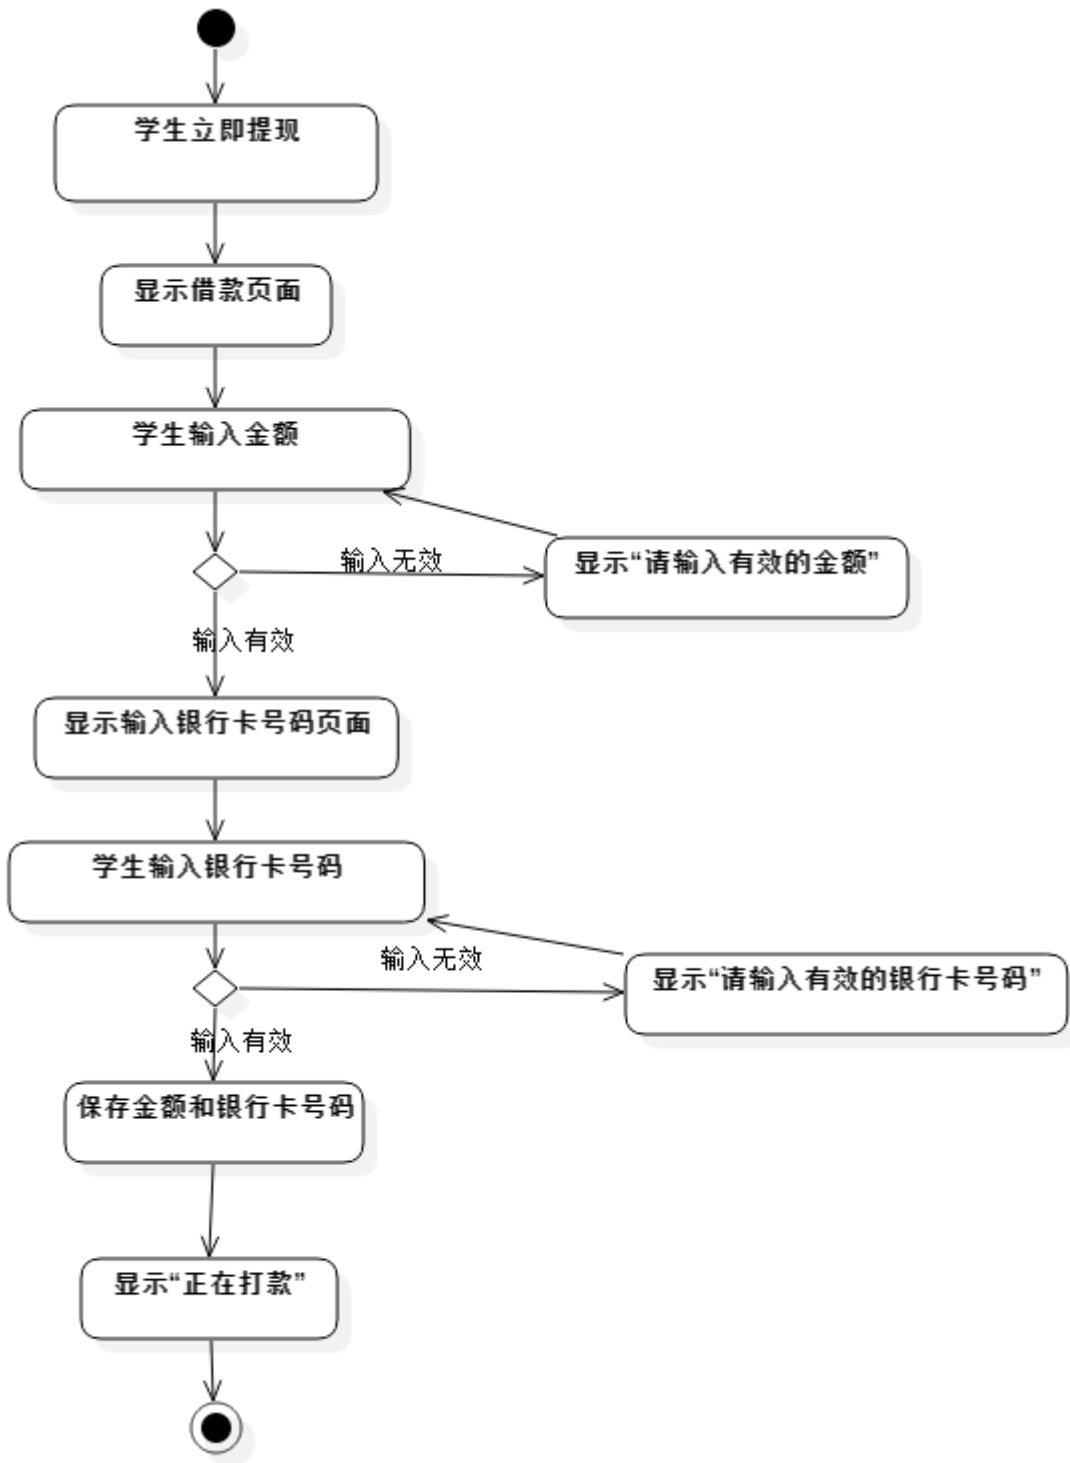 学生立即提现
显示借款页面
学生输入金额
输入无效
显示“请输入有效的金额”
输入有效
显示输入银行卡号码页面
学生输入银行卡号码
输入无效
显示“请输入有效的银行卡号码”
输入有效
保存金额和银行卡号码
显示“正在打款”